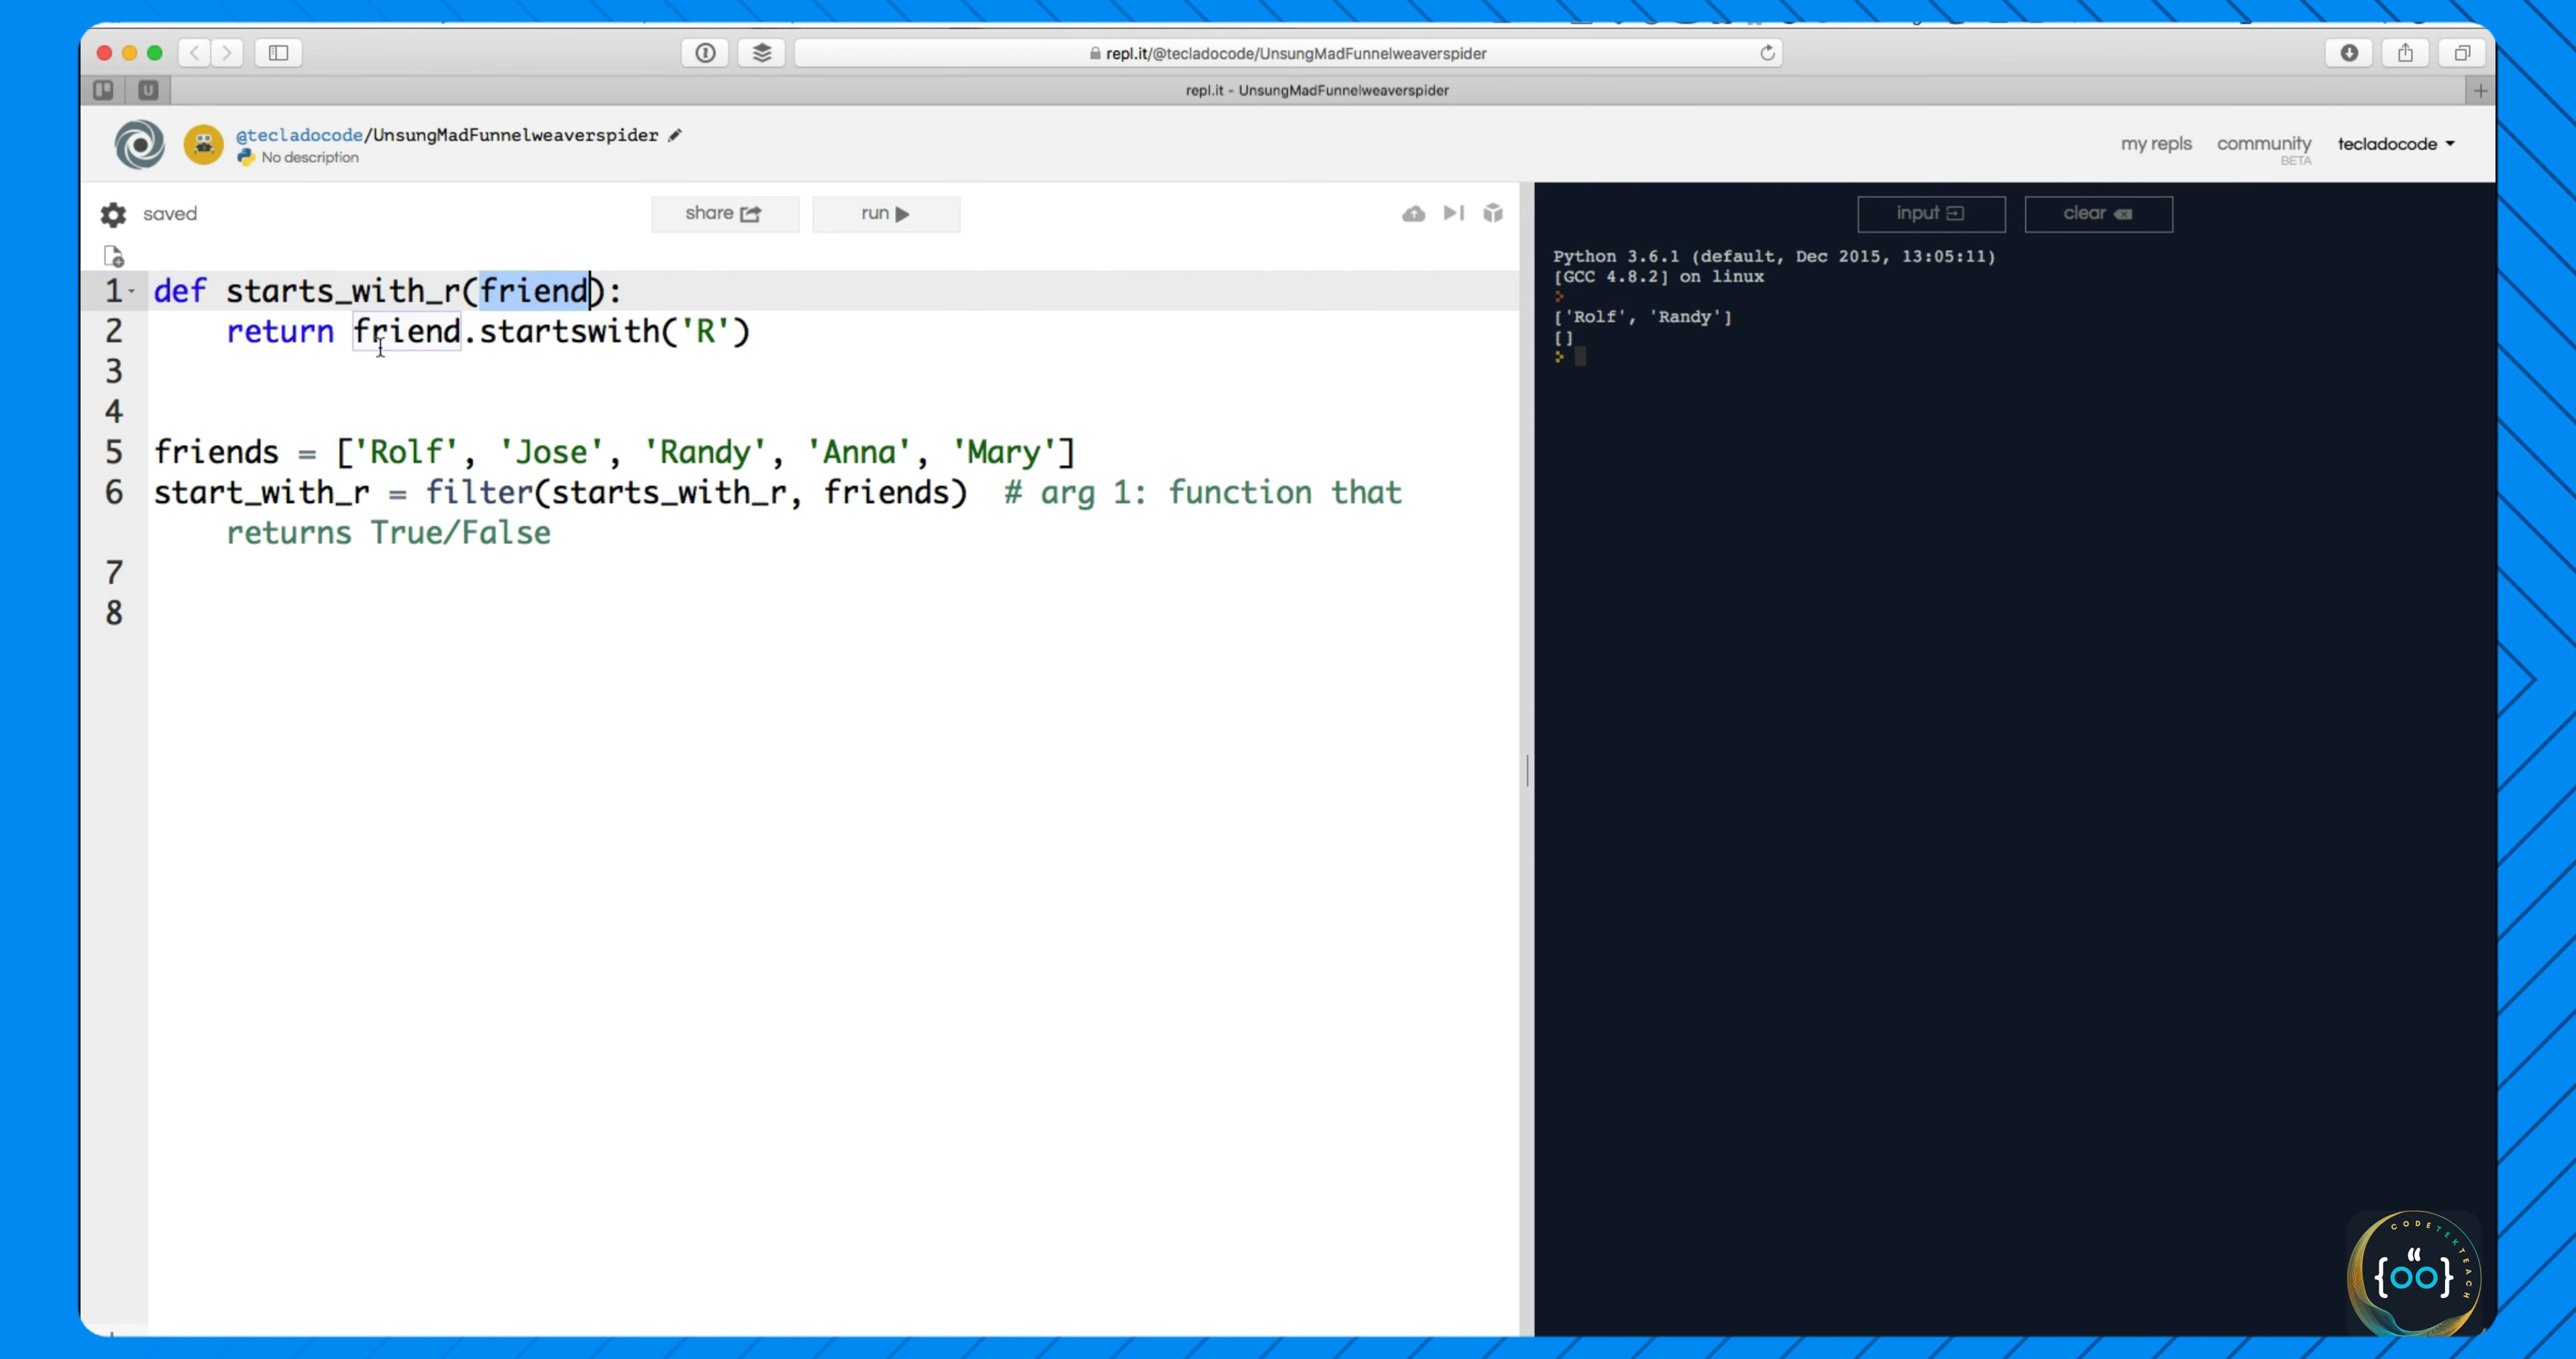 repl.it/@tecladocode/UnsungMadFunnelweaverspider
U
repl.it - UnsungMadFunnelweaverspider
@tecladocode/UnsungMadFunnelweaverspider
No description
my repls community BETA tecladocode
saved share run
input clear
1 def starts_with_r(friend):
2 return friend.startswith('R')
3
4
5 friends = ['Rolf', 'Jose', 'Randy', 'Anna', 'Mary']
6 start_with_r = filter(starts_with_r, friends) # arg 1: function that
returns True/False
7
8
Python 3.6.1 (default, Dec 2015, 13:05:11)
[GCC 4.8.2] on linux
['Rolf', 'Randy']
[]
CODETEKTEACH